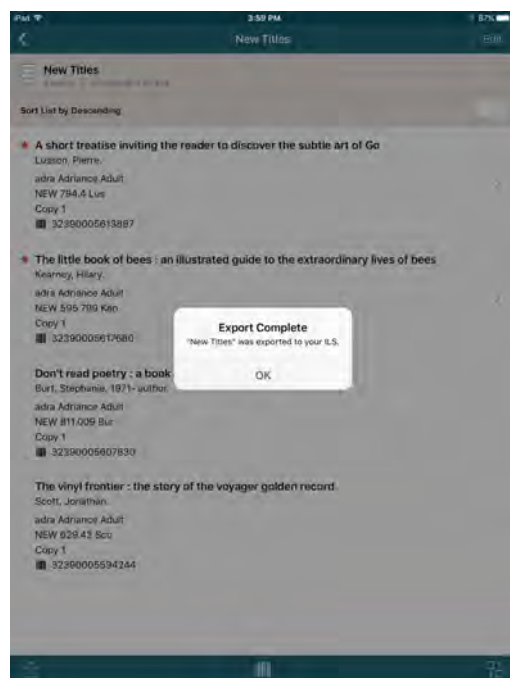 iPad
3:59 PM
87%
New Titles
Edit
New Titles
Sort List by Descending
A short treatise inviting the reader to discover the subtle art of Go
Lusson, Pierre.
adra Adriance Adult
NEW 794.4 Lus
Copy 1
32390005613887
The little book of bees : an illustrated guide to the extraordinary lives of bees
Kearney, Hilary.
adra Adriance Adult
NEW 595.799 Ken
Copy 1
32390005617680
Export Complete
"New Titles" was exported to your ILS.
OK
Don't read poetry : a book
Burt, Stephanie, 1971- author.
adra Adriance Adult
NEW 811.009 Bur
Copy 1
32390005607830
The vinyl frontier : the story of the voyager golden record
Scott, Jonathan.
adra Adriance Adult
NEW 629.43 Sco
Copy 1
32390005594244